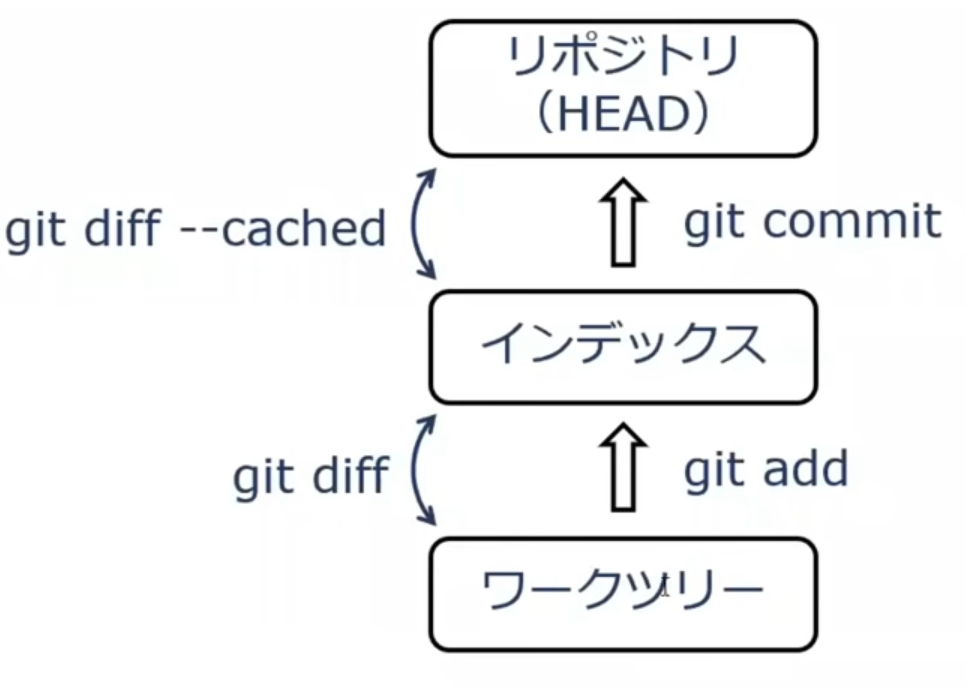 リポジトリ
（HEAD）
git diff --cached
git commit
インデックス
git diff
git add
ワークツリー